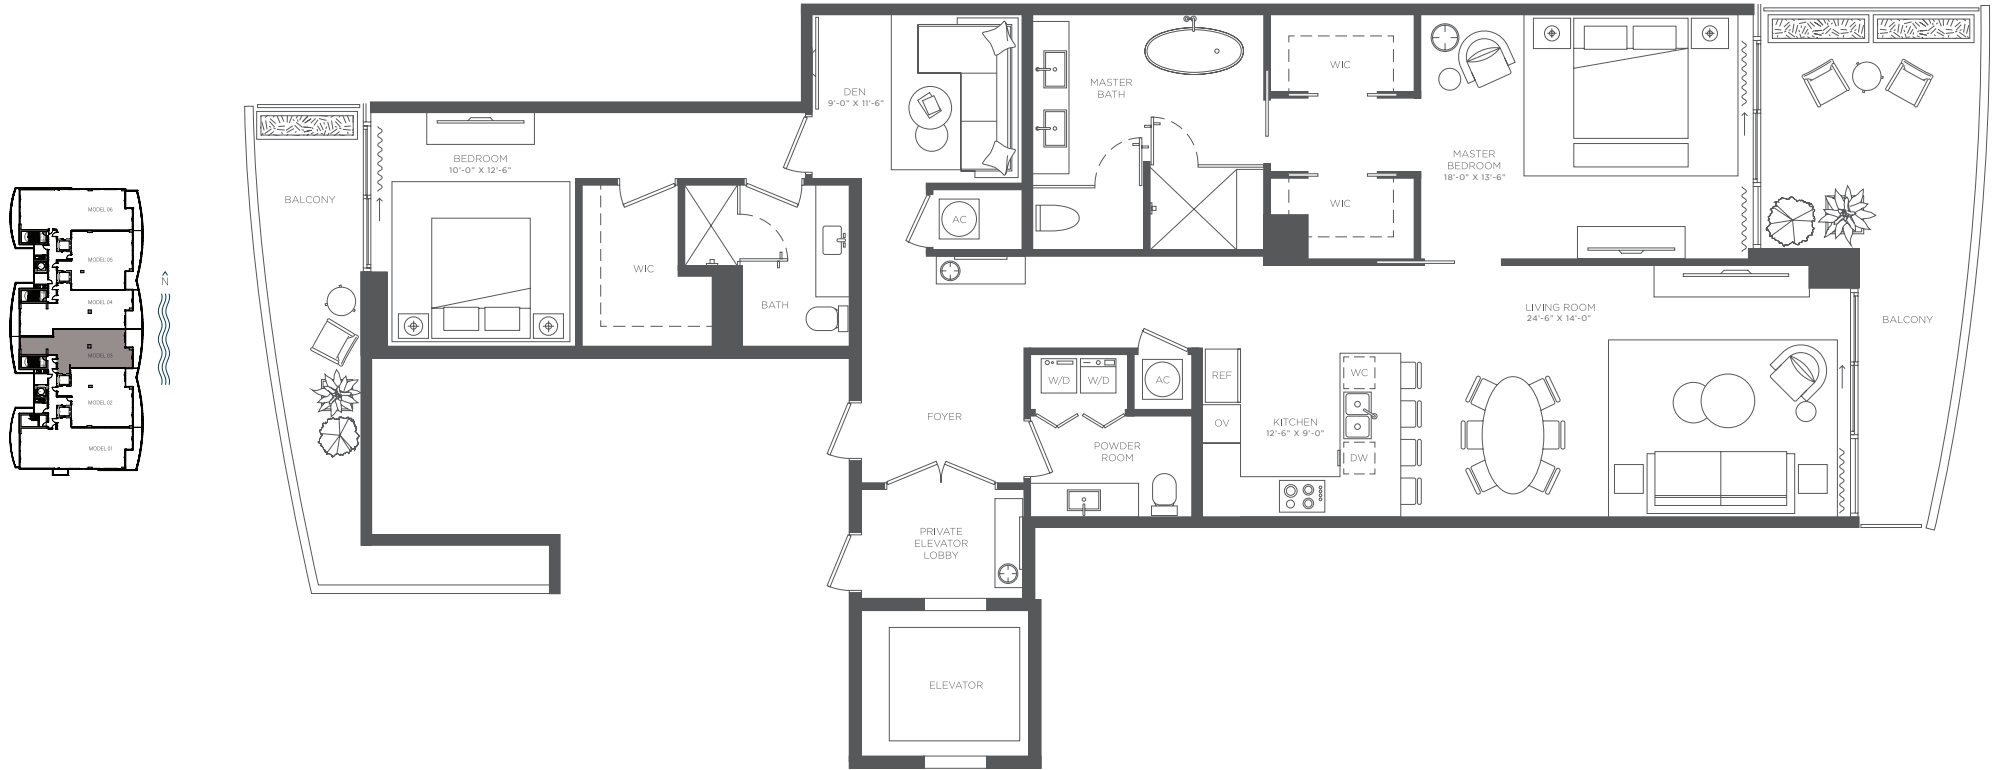 MODEL 06
MODEL 05
MODEL 04
MODEL 03
MODEL 02
MODEL 01
N
BALCONY
BEDROOM
10'-0" X 12'-6"
WIC
BATH
DEN
9'-0" X 11'-6"
AC
MASTER
BATH
WIC
WIC
MASTER
BEDROOM
18'-0" X 13'-6"
LIVING ROOM
24'-6" X 14'-0"
BALCONY
FOYER
W/D
W/D
AC
POWDER
ROOM
REF
OV
KITCHEN
12'-6" X 9'-0"
WC
DW
PRIVATE
ELEVATOR
LOBBY
ELEVATOR